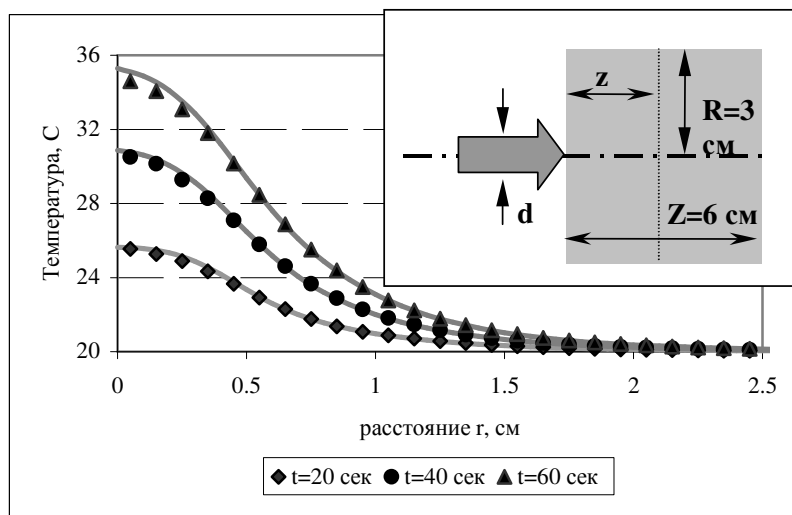 36
32
28
24
20
Температура, С
0
0.5
1
1.5
2
2.5
расстояние r, см
t=20 сек
t=40 сек
t=60 сек
z
R=3
см
Z=6 см
d